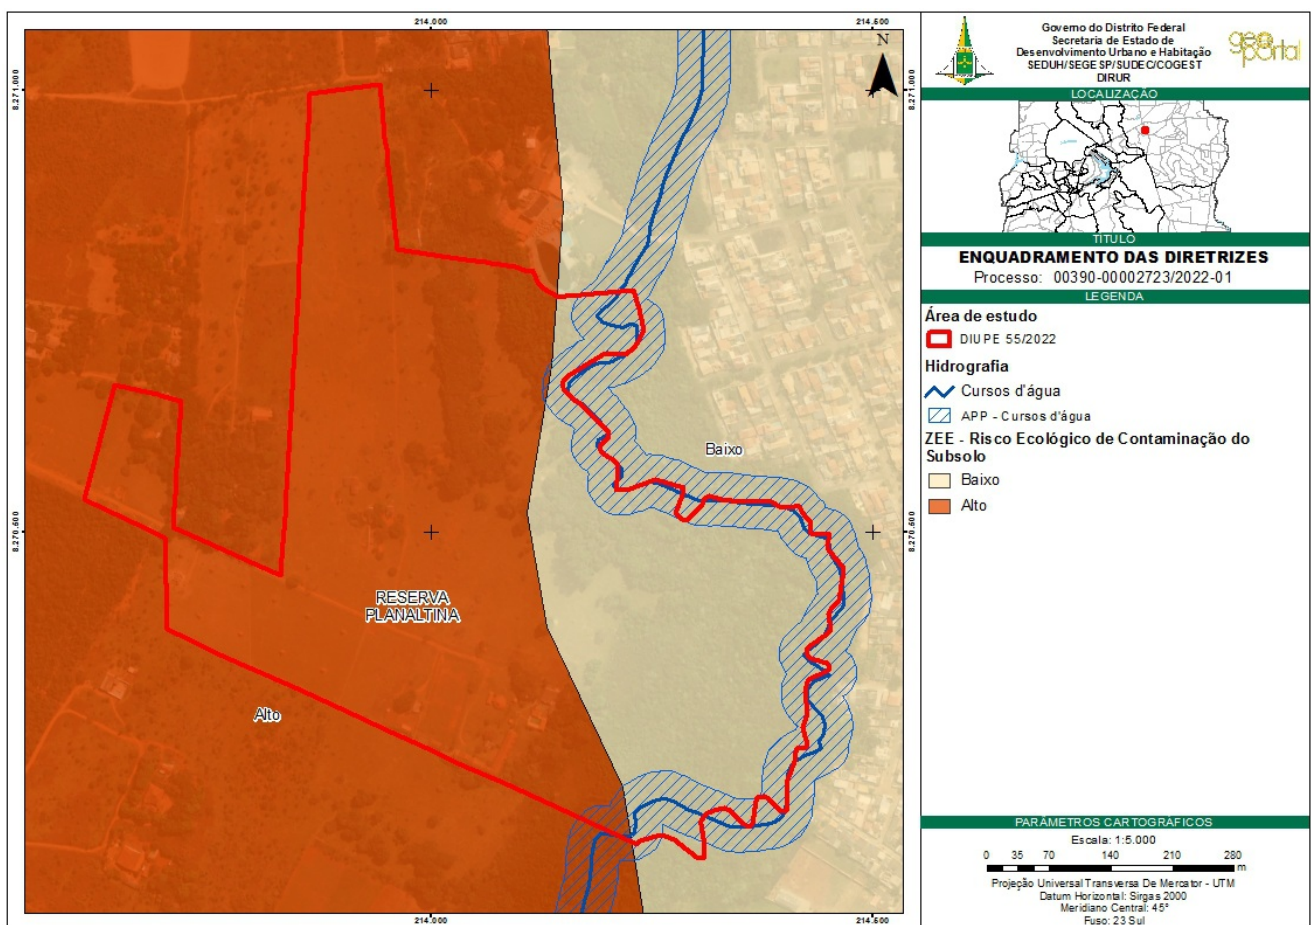 214.000
214.500
8.271.000
8.271.000
N
Baixo
8.270.500
8.270.500
RESERVA
PLANALTINA
Alto
214.000
214.500
Governo do Distrito Federal
Secretaria de Estado de
Desenvolvimento Urbano e Habitação
SEDUH/SEGESP/SUDEC/COGEST
DIRUR
geo
portal
LOCALIZAÇÃO
TÍTULO
ENQUADRAMENTO DAS DIRETRIZES
Processo: 00390-00002723/2022-01
LEGENDA
Área de estudo
DIUPE 55/2022
Hidrografia
Cursos d'água
APP - Cursos d'água
ZEE - Risco Ecológico de Contaminação do
Subsolo
Baixo
Alto
PARÂMETROS CARTOGRÁFICOS
Escala: 1:5.000
0 35 70 140 210 280
m
Projeção Universal Transversa De Mercator - UTM
Datum Horizontal: Sirgas 2000
Meridiano Central: 45°
Fuso: 23 Sul